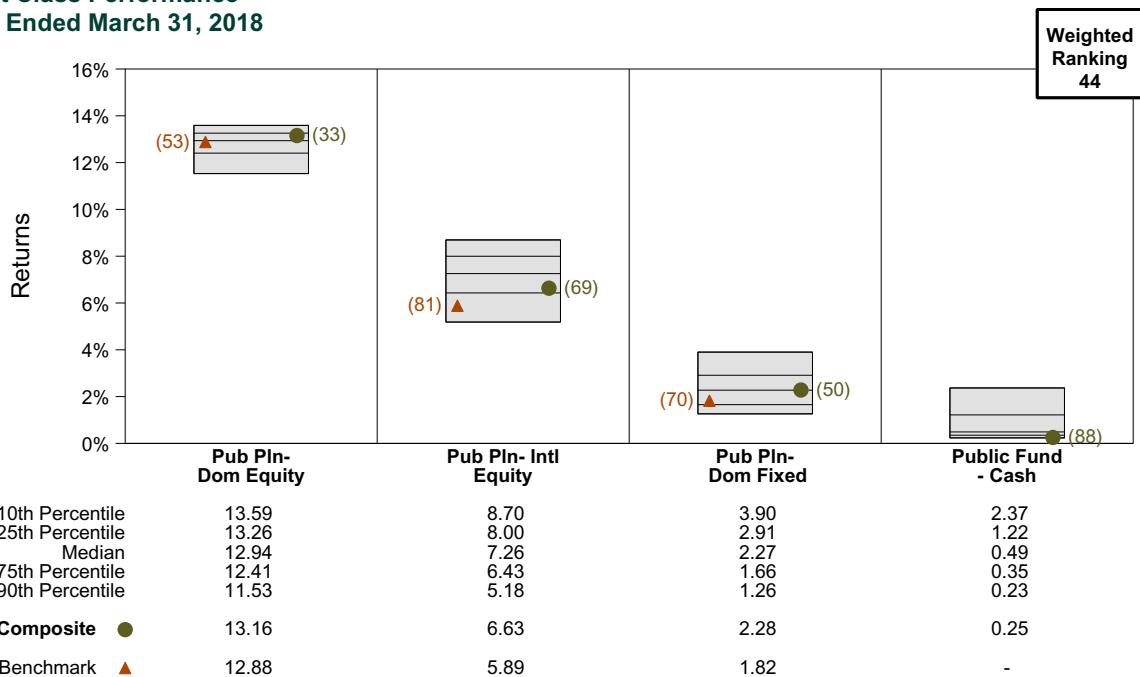 Class Performance
Ended March 31, 2018
Weighted
Ranking
44
16%
14%
12%
10%
8%
6%
4%
2%
0%
Returns
(53) (33)
(81) (69)
(70) (50)
(88)
Pub Pln-
Dom Equity
Pub Pln- Intl
Equity
Pub Pln-
Dom Fixed
Public Fund
- Cash
10th Percentile 13.59 8.70 3.90 2.37
25th Percentile 13.26 8.00 2.91 1.22
Median 12.94 7.26 2.27 0.49
75th Percentile 12.41 6.43 1.66 0.35
90th Percentile 11.53 5.18 1.26 0.23
Composite 13.16 6.63 2.28 0.25
Benchmark 12.88 5.89 1.82 -